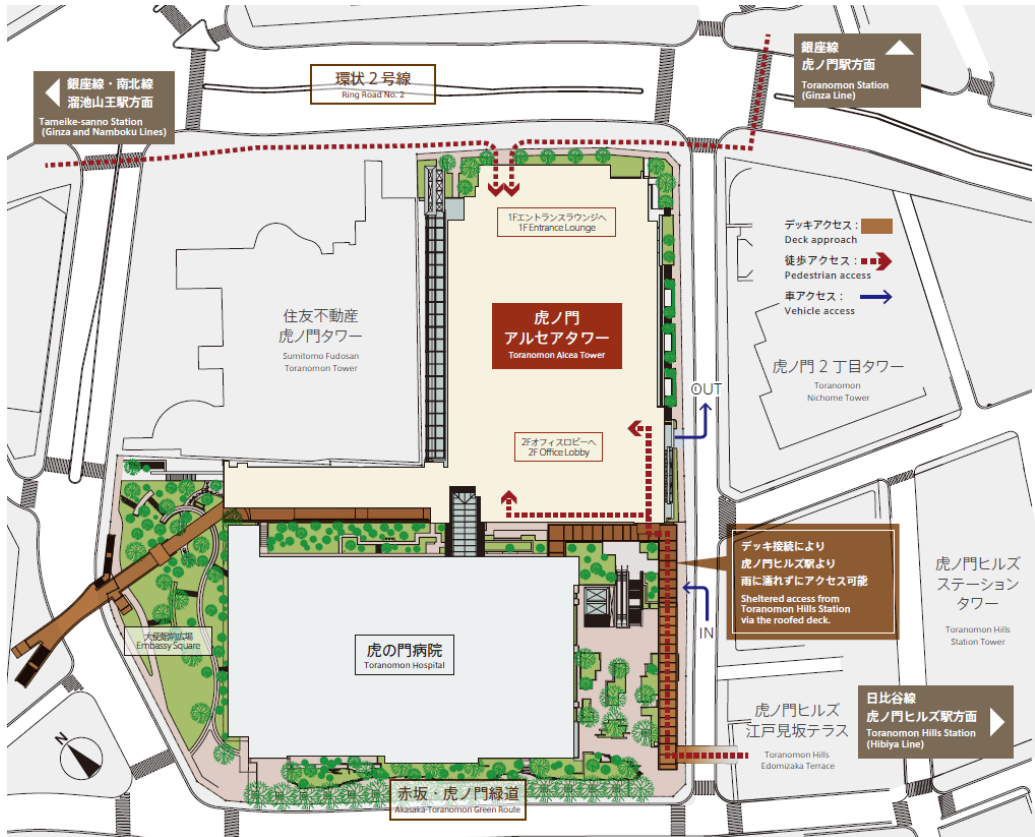 銀座線・南北線
溜池山王駅方面
Tameike-sanno Station
(Ginza and Namboku Lines)
環状 2 号線
Ring Road No. 2
銀座線
虎ノ門駅方面
Toranomon Station
(Ginza Line)
1Fエントランスラウンジへ
1F Entrance Lounge
デッキアクセス：
Deck approach
徒歩アクセス：
Pedestrian access
車アクセス：
Vehicle access
住友不動産
虎ノ門タワー
Sumitomo Fudosan
Toranomon Tower
虎ノ門
アルセアタワー
Toranomon Alcea Tower
虎ノ門 2 丁目タワー
Toranomon
Nichome Tower
OUT
2Fオフィスロビーへ
2F Office Lobby
デッキ接続により
虎ノ門ヒルズ駅より
雨に濡れずにアクセス可能
Sheltered access from
Toranomon Hills Station
via the roofed deck.
虎ノ門ヒルズ
ステーション
タワー
Toranomon Hills
Station Tower
IN
大使館前広場
Embassy Square
虎の門病院
Toranomon Hospital
日比谷線
虎ノ門ヒルズ駅方面
Toranomon Hills Station
(Hibiya Line)
虎ノ門ヒルズ
江戸見坂テラス
Toranomon Hills
Edomizaka Terrace
N
赤坂・虎ノ門緑道
Akasaka-Toranomon Green Route